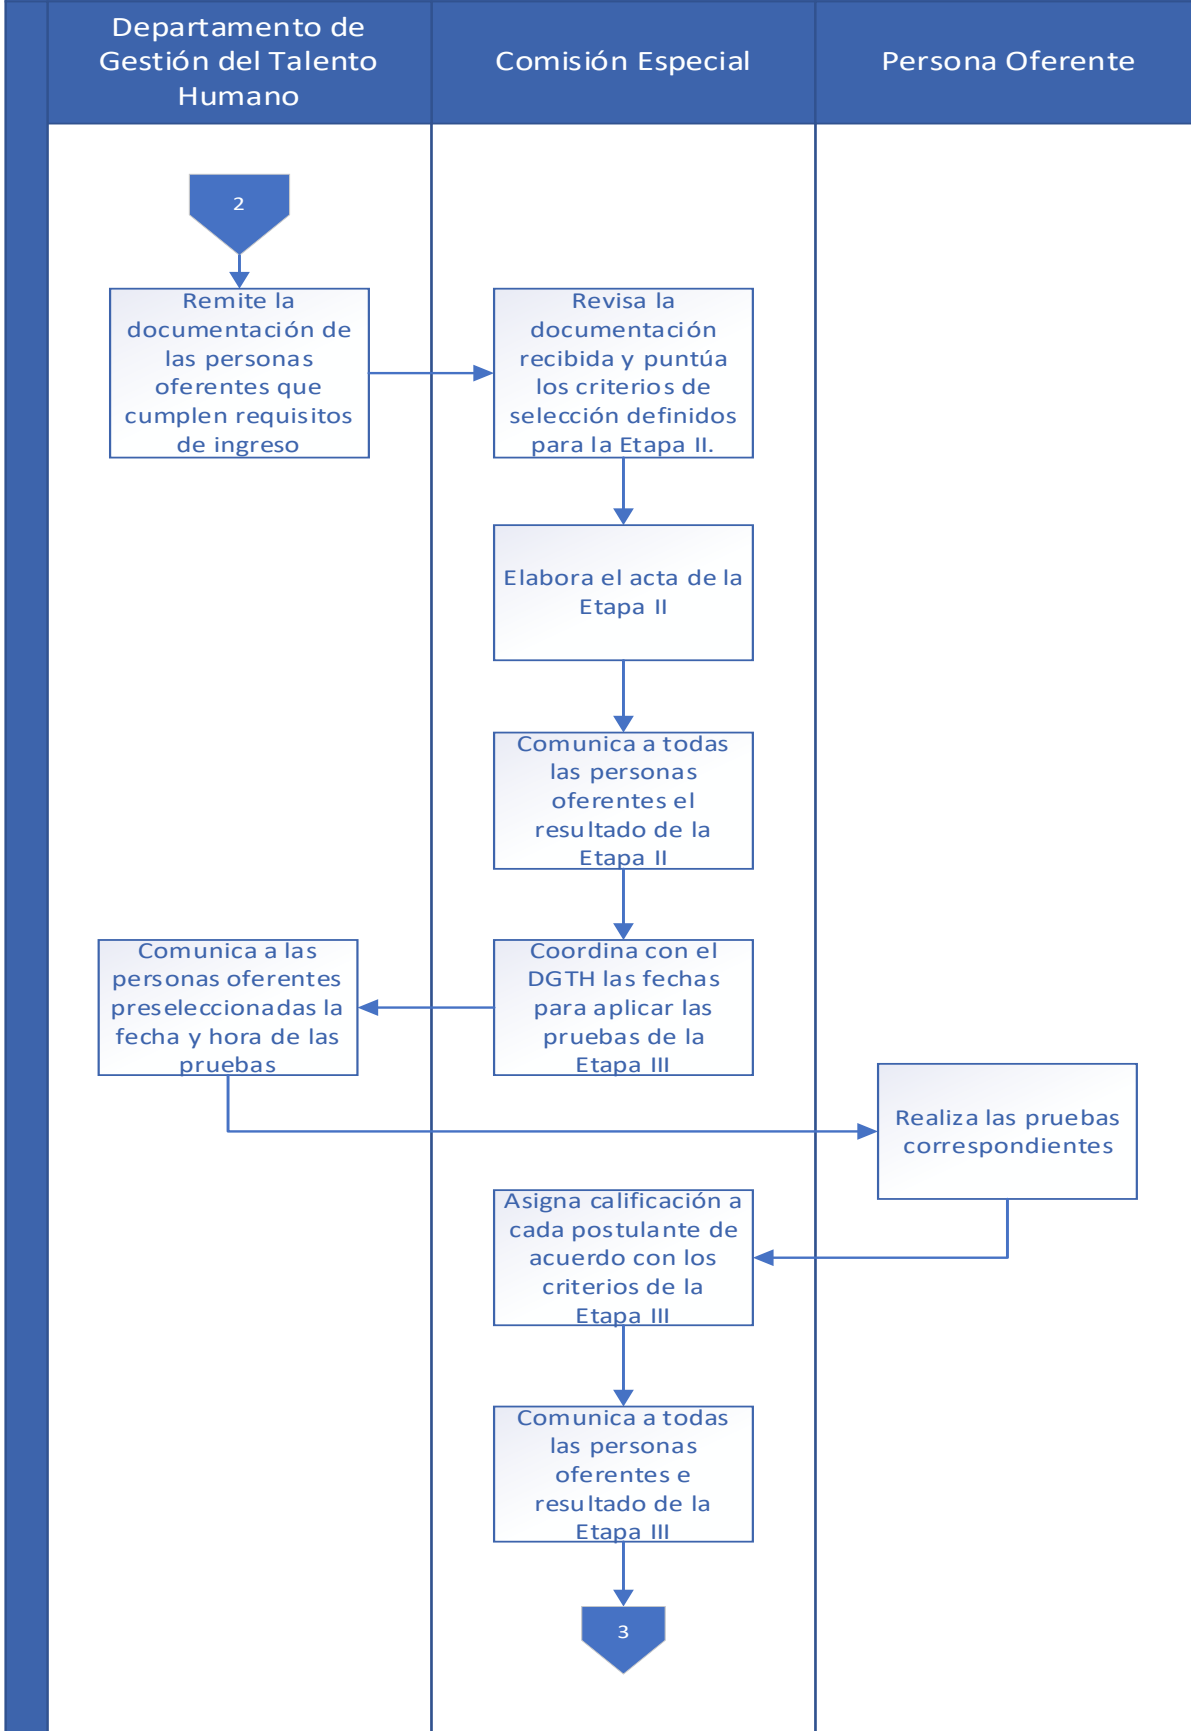 Departamento de
Gestión del Talento
Humano
Comisión Especial
Persona Oferente
2
Remite la
documentación de
las personas
oferentes que
cumplen requisitos
de ingreso
Revisa la
documentación
recibida y puntúa
los criterios de
selección definidos
para la Etapa II.
Elabora el acta de la
Etapa II
Comunica a todas
las personas
oferentes el
resultado de la
Etapa II
Coordina con el
DGTH las fechas
para aplicar las
pruebas de la
Etapa III
Comunica a las
personas oferentes
preseleccionadas la
fecha y hora de las
pruebas
Realiza las pruebas
correspondientes
Asigna calificación a
cada postulante de
acuerdo con los
criterios de la
Etapa III
Comunica a todas
las personas
oferentes e
resultado de la
Etapa III
3